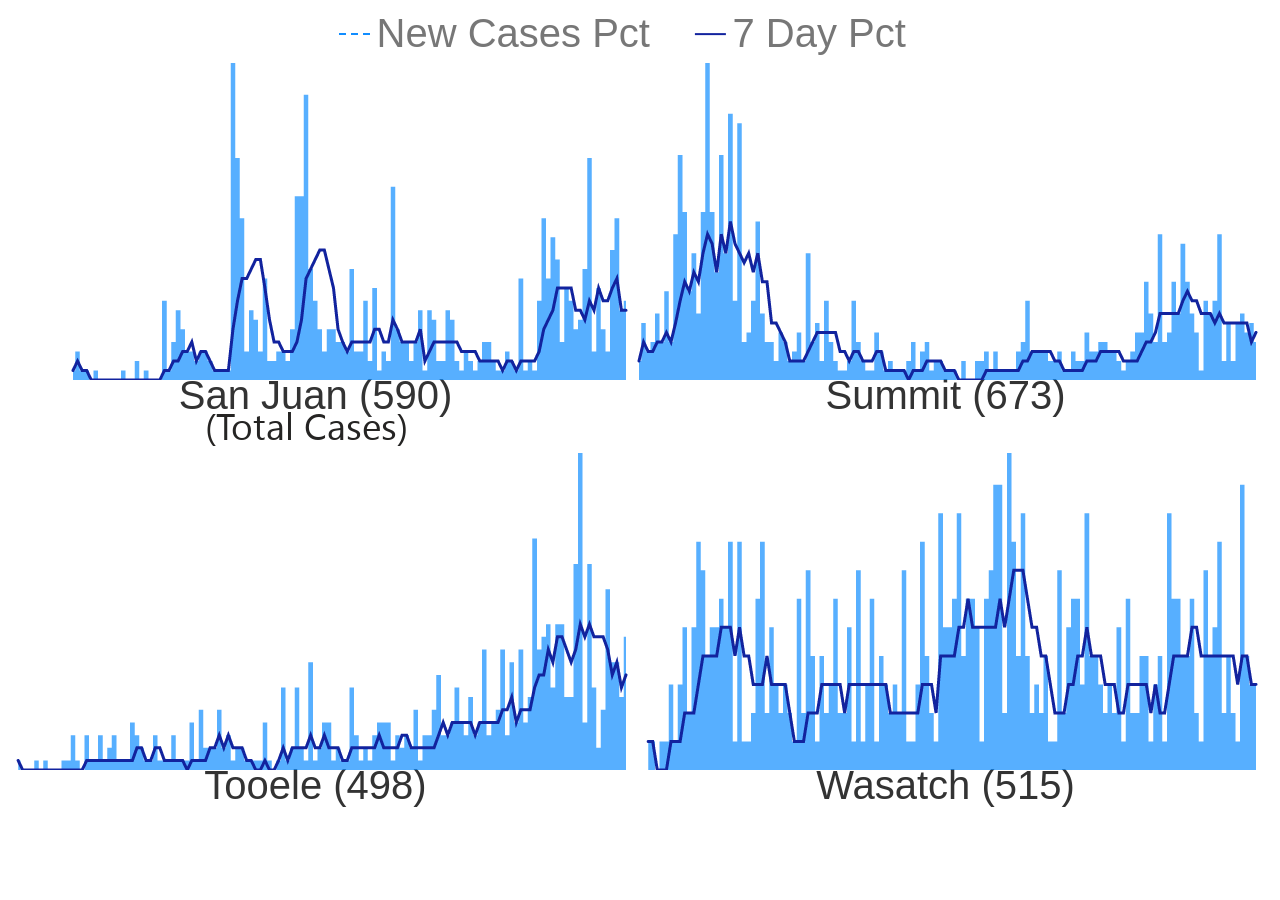 New Cases Pct 7 Day Pct
San Juan (590) Summit (673)
(Total Cases)
Tooele (498) Wasatch (515)